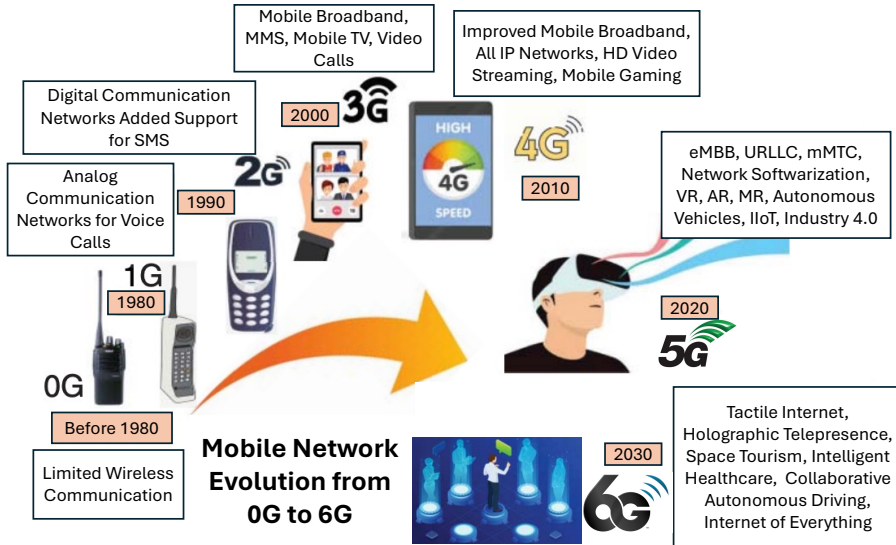 Mobile Broadband,
MMS, Mobile TV, Video
Calls
Improved Mobile Broadband,
All IP Networks, HD Video
Streaming, Mobile Gaming
Digital Communication
Networks Added Support
for SMS
2000
3G
HIGH
4G
SPEED
4G
2010
eMBB, URLLC, mMTC,
Network Softwarization,
VR, AR, MR, Autonomous
Vehicles, IIoT, Industry 4.0
Analog
Communication
Networks for Voice
Calls
1990
2G
1G
1980
2020
5G
0G
Before 1980
Limited Wireless
Communication
Mobile Network
Evolution from
0G to 6G
2030
6G
Tactile Internet,
Holographic Telepresence,
Space Tourism, Intelligent
Healthcare, Collaborative
Autonomous Driving,
Internet of Everything